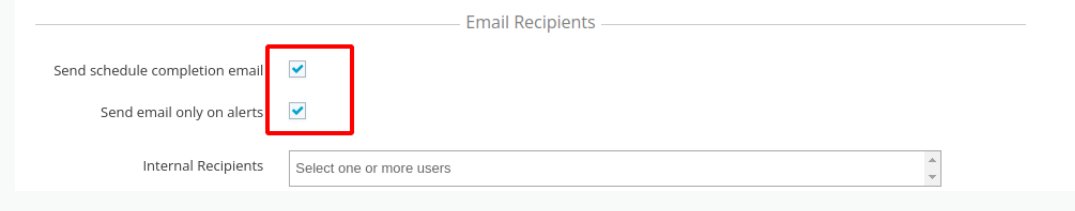 Email Recipients
Send schedule completion email
Send email only on alerts
Internal Recipients Select one or more users